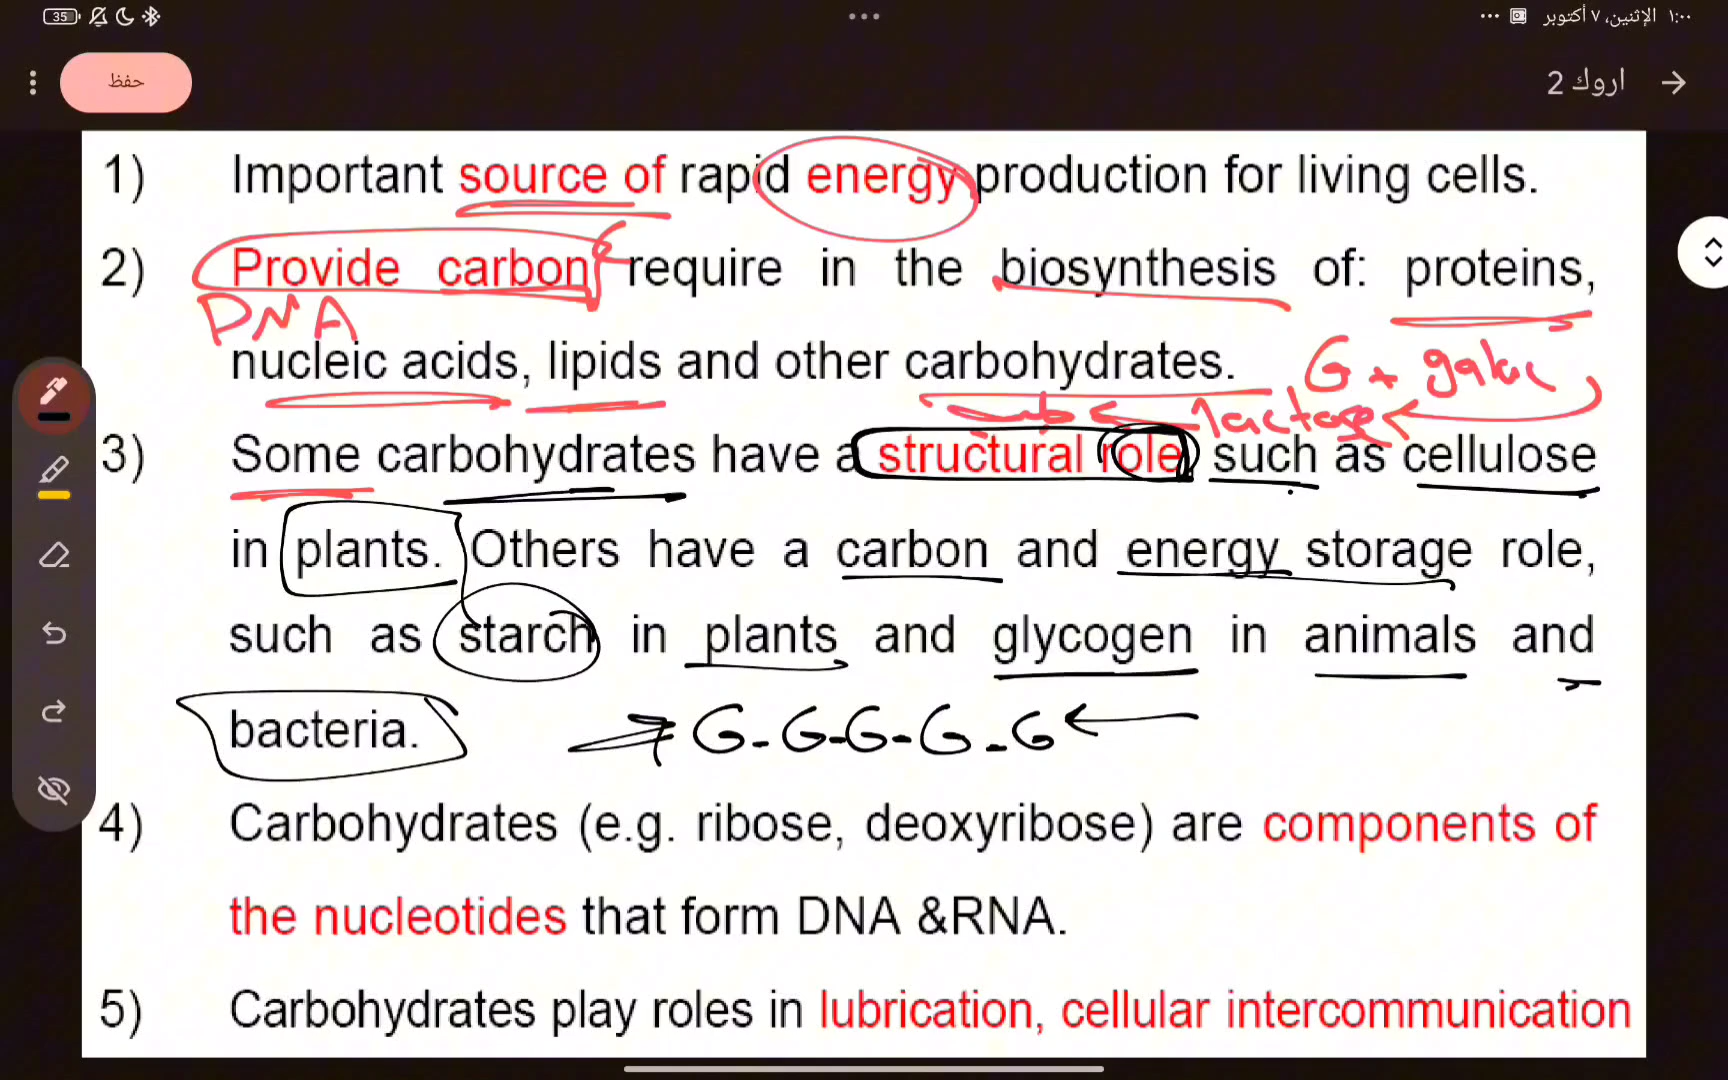 35
١:٠٠ الإثنين، ٧ أكتوبر
حفظ
اروك 2
1) Important source of rapid energy production for living cells.
2) Provide carbon require in the biosynthesis of: proteins,
DNA
nucleic acids, lipids and other carbohydrates.
G + galac
lactose
3) Some carbohydrates have a structural role such as cellulose
in plants. Others have a carbon and energy storage role,
such as starch in plants and glycogen in animals and
bacteria.
G-G-G-G-G
4) Carbohydrates (e.g. ribose, deoxyribose) are components of
the nucleotides that form DNA &RNA.
5) Carbohydrates play roles in lubrication, cellular intercommunication